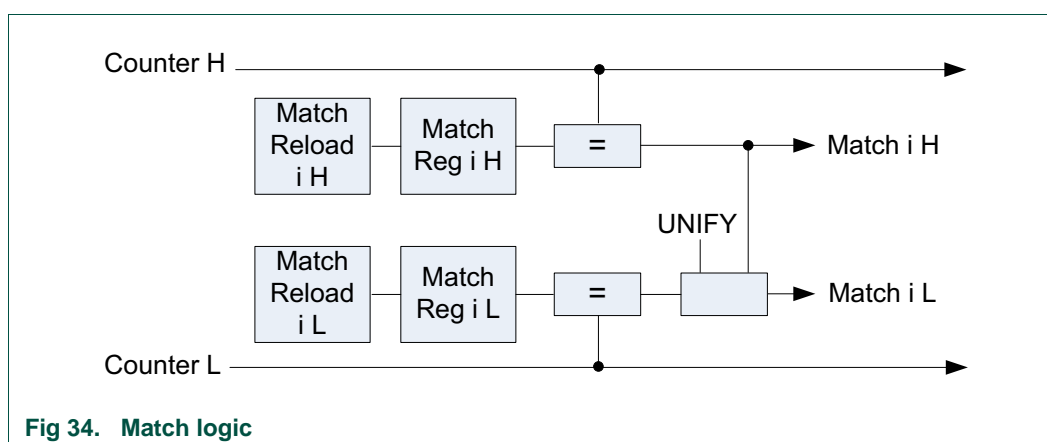 Counter H
Match
Reload
i H
Match
Reg i H
=
Match i H
UNIFY
Match
Reload
i L
Match
Reg i L
=
Match i L
Counter L
Fig 34. Match logic